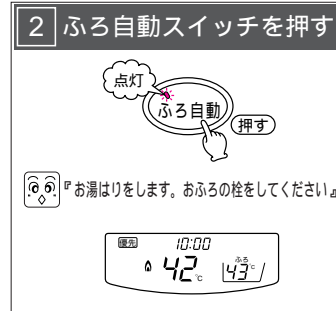 2 ふろ自動スイッチを押す
点灯
ふろ自動
押す
『お湯はりをします。おふろの栓をしてください』
優先 10:00
42℃
ふろ
43℃